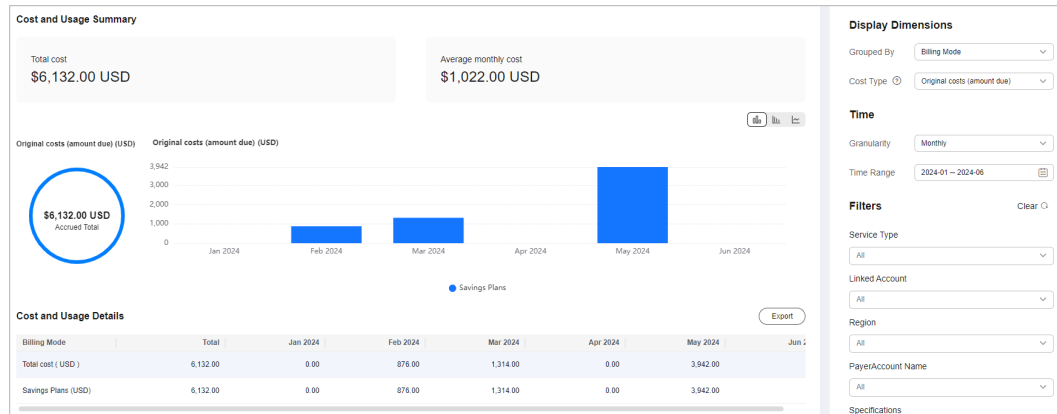 Cost and Usage Summary
Total cost
$6,132.00 USD
Average monthly cost
$1,022.00 USD
Original costs (amount due) (USD)
Original costs (amount due) (USD)
3,942
3,000
2,000
1,000
0
$6,132.00 USD
Accrued Total
Jan 2024 Feb 2024 Mar 2024 Apr 2024 May 2024 Jun 2024
Savings Plans
Cost and Usage Details
Export
Billing Mode Total Jan 2024 Feb 2024 Mar 2024 Apr 2024 May 2024 Jun 2
Total cost ( USD ) 6,132.00 0.00 876.00 1,314.00 0.00 3,942.00
Savings Plans (USD) 6,132.00 0.00 876.00 1,314.00 0.00 3,942.00
Display Dimensions
Grouped By Billing Mode
Cost Type ? Original costs (amount due)
Time
Granularity Monthly
Time Range 2024-01 – 2024-06
Filters Clear
Service Type
All
Linked Account
All
Region
All
PayerAccount Name
All
Specifications